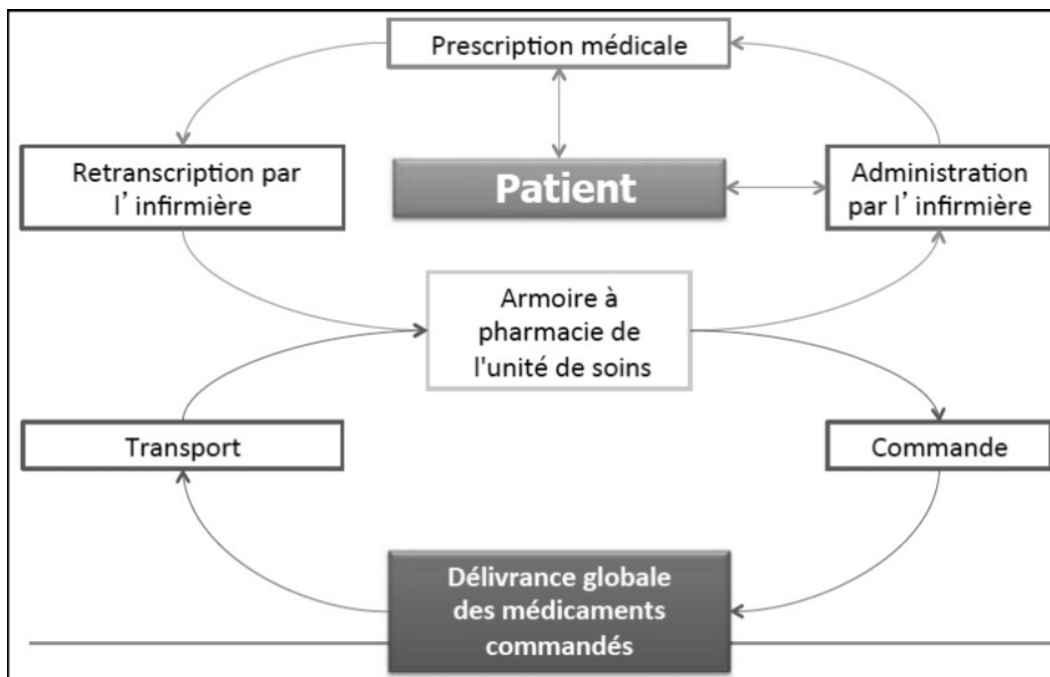 Prescription médicale
Retranscription par
l’ infirmière
Patient
Administration
par l’ infirmière
Armoire à
pharmacie de
l'unité de soins
Transport
Commande
Délivrance globale
des médicaments
commandés